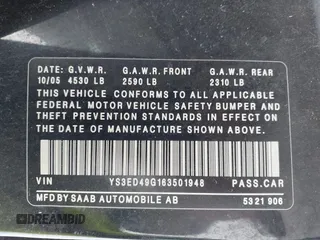 DATE: G.V.W.R. G.A.W.R. FRONT G.A.W.R. REAR
10/05 4530 LB 2590 LB 2310 LB
THIS VEHICLE CONFORMS TO ALL APPLICABLE
FEDERAL MOTOR VEHICLE SAFETY BUMPER AND
THEFT PREVENTION STANDARDS IN EFFECT ON
THE DATE OF MANUFACTURE SHOWN ABOVE.
VIN YS3ED49G163501948 PASS.CAR
MFD BY SAAB AUTOMOBILE AB 5321906
DREAMBID